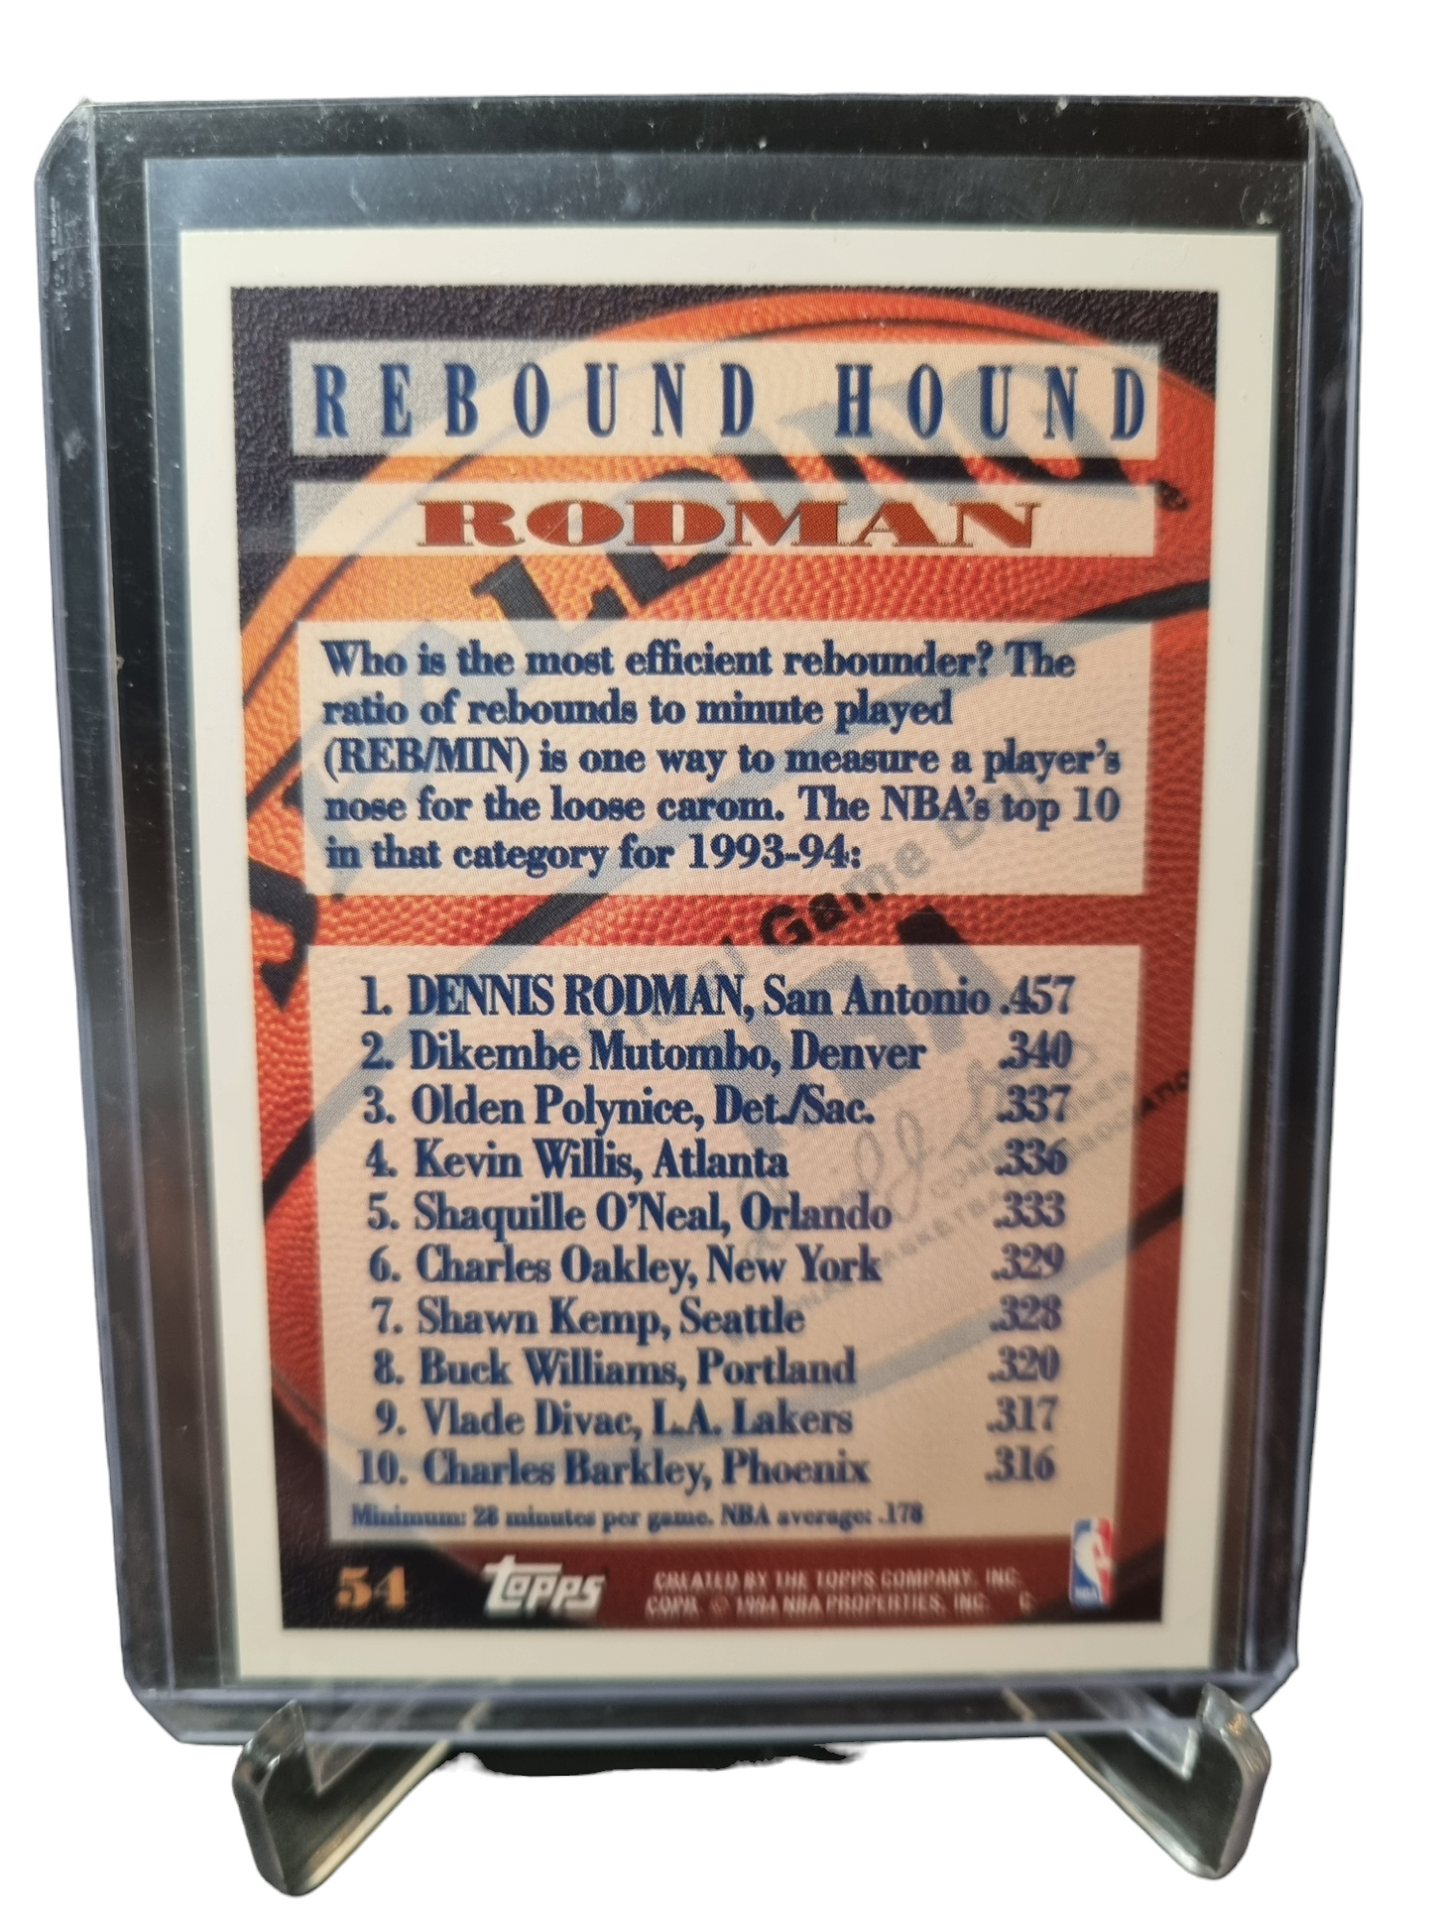 REBOUND HOUND
RODMAN
Who is the most efficient rebounder? The
ratio of rebounds to minute played
(REB/MIN) is one way to measure a player's
nose for the loose carom. The NBA's top 10
in that category for 1993-94:
1. DENNIS RODMAN, San Antonio .457
2. Dikembe Mutombo, Denver .340
3. Olden Polynice, Det./Sac. .337
4. Kevin Willis, Atlanta .336
5. Shaquille O'Neal, Orlando .333
6. Charles Oakley, New York .329
7. Shawn Kemp, Seattle .328
8. Buck Williams, Portland .320
9. Vlade Divac, L.A. Lakers .317
10. Charles Barkley, Phoenix .316
Minimum: 28 minutes per game. NBA average: .178
54 Topps
CREATED BY THE TOPPS COMPANY, INC.
COPR. © 1994 NBA PROPERTIES, INC. C
NBA